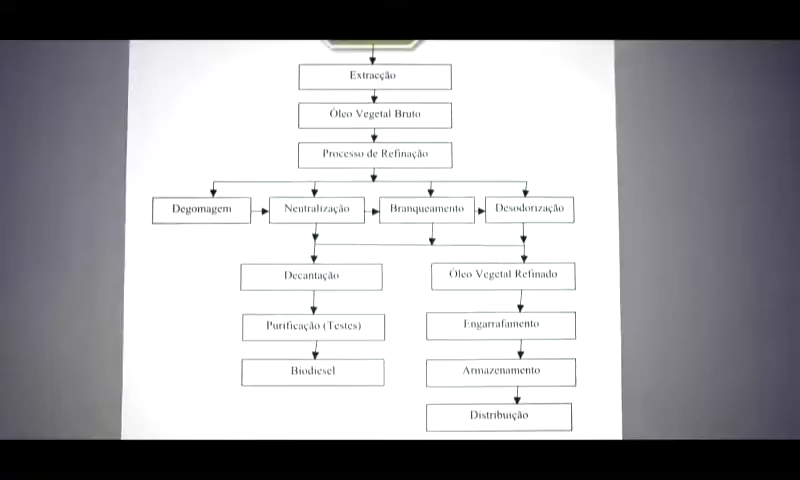 Extracção
Óleo Vegetal Bruto
Processo de Refinação
Degomagem
Neutralização
Branqueamento
Desodorização
Decantação
Óleo Vegetal Refinado
Purificação (Testes)
Engarrafamento
Biodiesel
Armazenamento
Distribuição